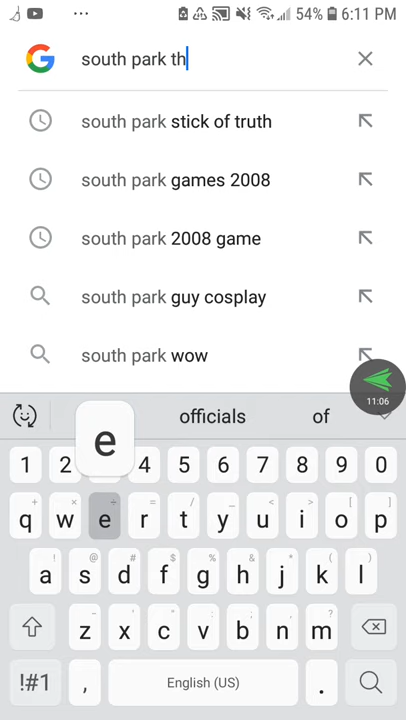 54% 6:11 PM
south park th
south park stick of truth
south park games 2008
south park 2008 game
south park guy cosplay
south park wow
11:06
officials of
e
1 2 4 5 6 7 8 9 0
+ × ÷ = / _ < > [ ]
q w e r t y u i o p
! @ # $ % ^ & * ( )
a s d f g h j k l
- ' " : ; , ?
z x c v b n m
!#1 , English (US) .